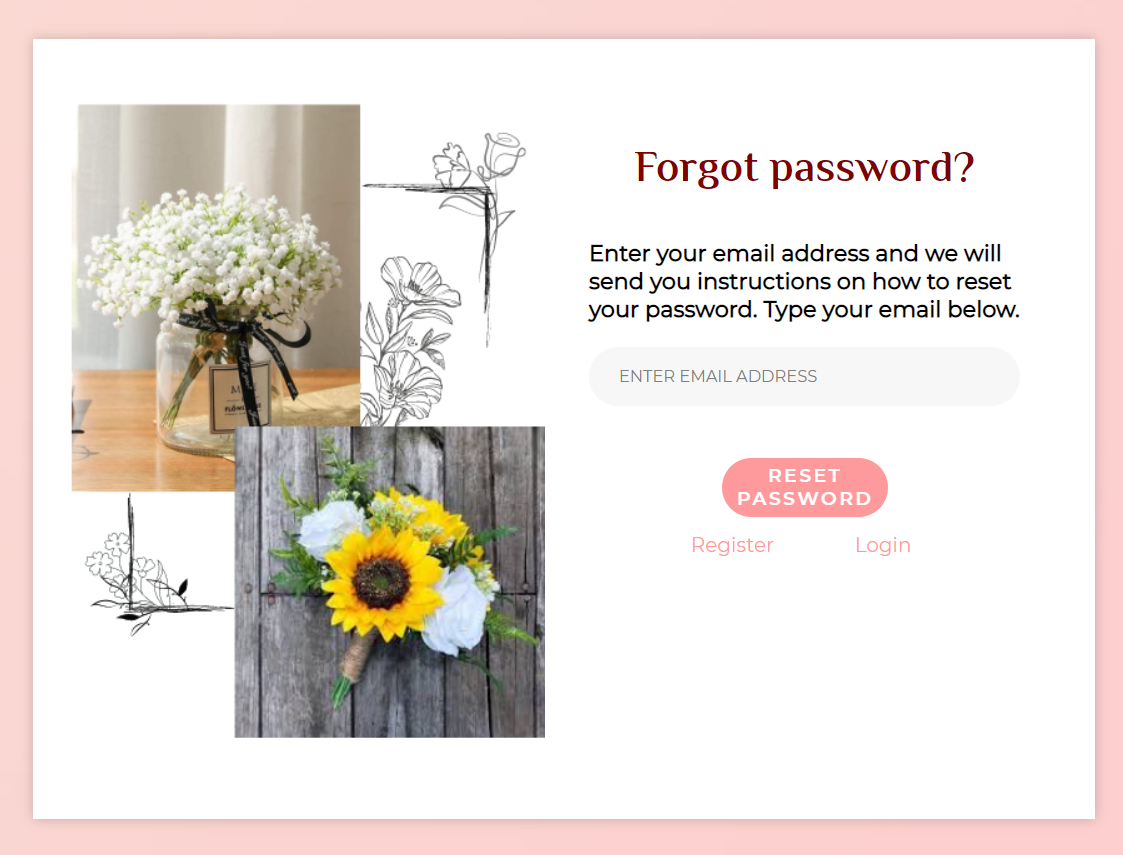 Forgot password?
Enter your email address and we will
send you instructions on how to reset
your password. Type your email below.
ENTER EMAIL ADDRESS
RESET
PASSWORD
Register Login